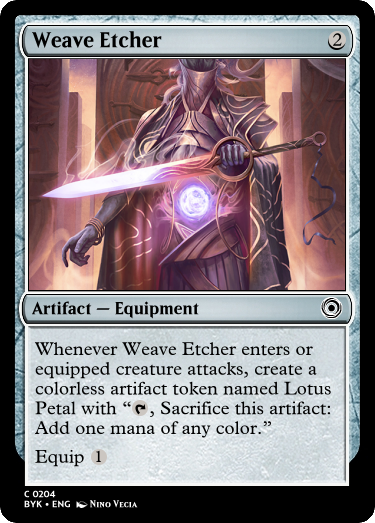 Weave Etcher 2
Artifact — Equipment
Whenever Weave Etcher enters or
equipped creature attacks, create a
colorless artifact token named Lotus
Petal with “, Sacrifice this artifact:
Add one mana of any color.”
Equip 1
C 0204
BYK • ENG Nino Vecia